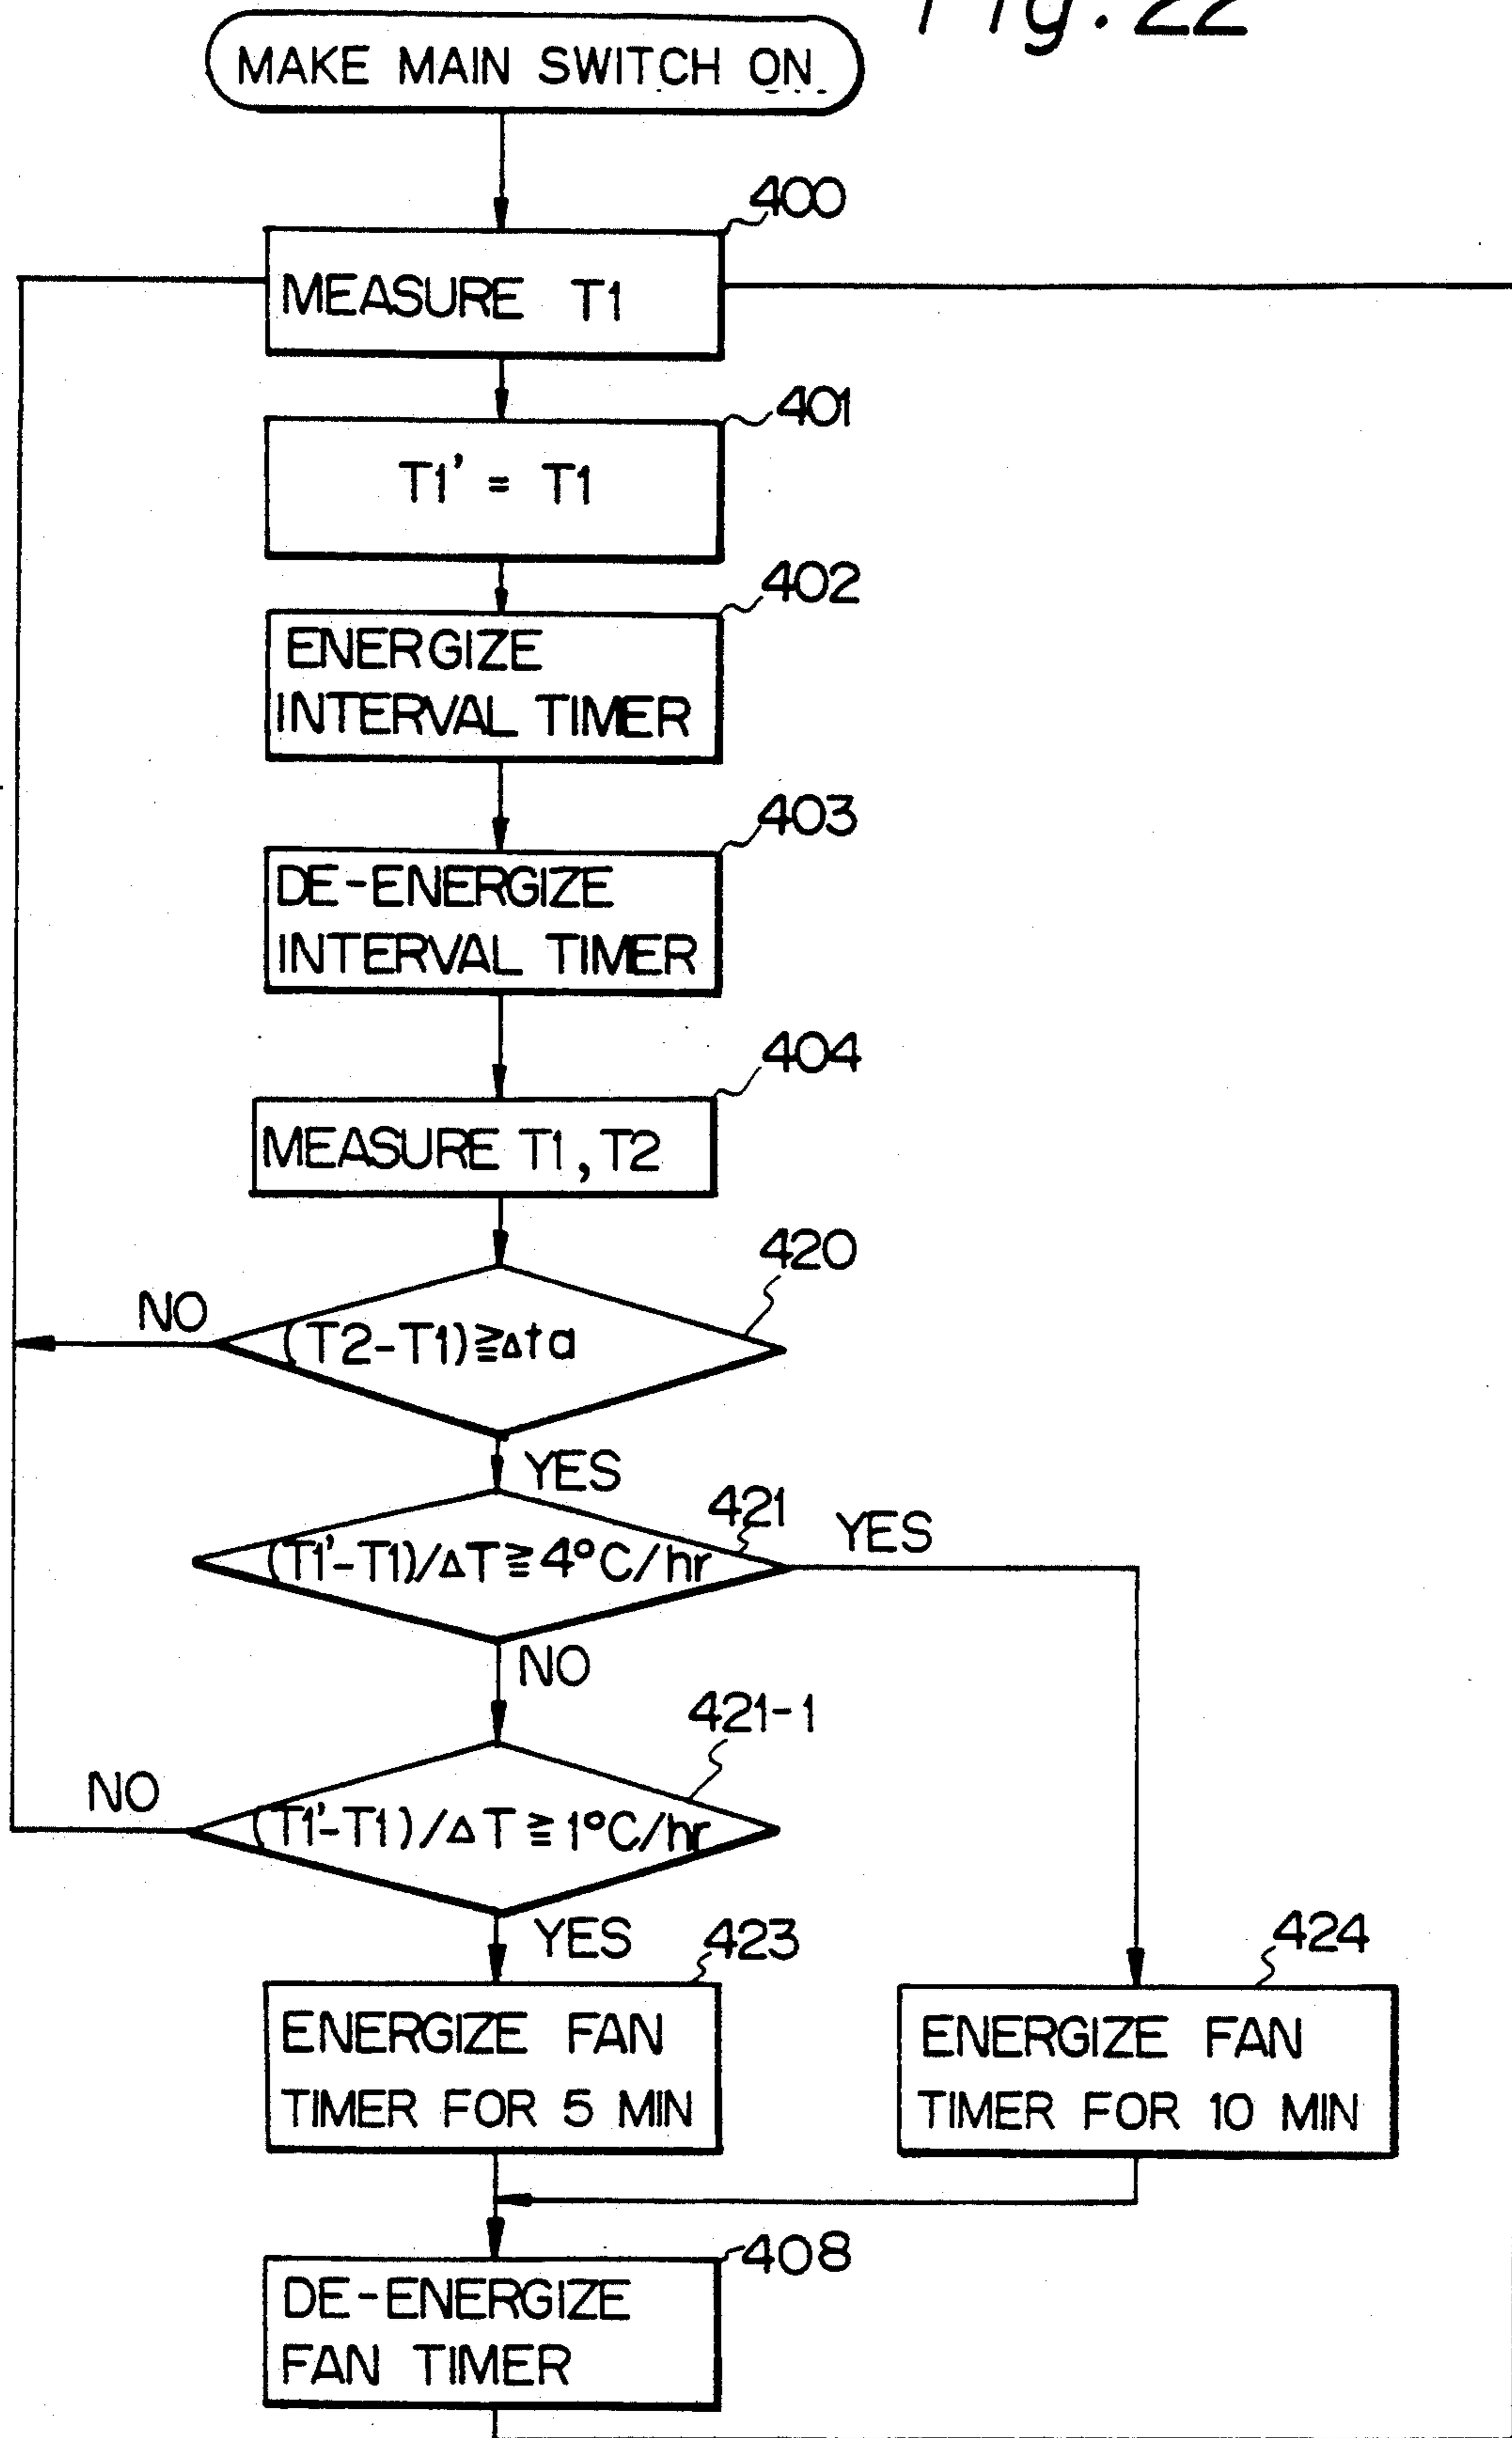 Fig. 22
MAKE MAIN SWITCH ON
400
MEASURE T1
401
T1' = T1
402
ENERGIZE
INTERVAL TIMER
403
DE-ENERGIZE
INTERVAL TIMER
404
MEASURE T1, T2
420
NO
(T2-T1)≧Δta
YES
421
YES
(T1'-T1)/ΔT≧4°C/hr
NO
421-1
NO
(T1'-T1)/ΔT≧1°C/hr
YES
423
424
ENERGIZE FAN
TIMER FOR 5 MIN
ENERGIZE FAN
TIMER FOR 10 MIN
408
DE-ENERGIZE
FAN TIMER